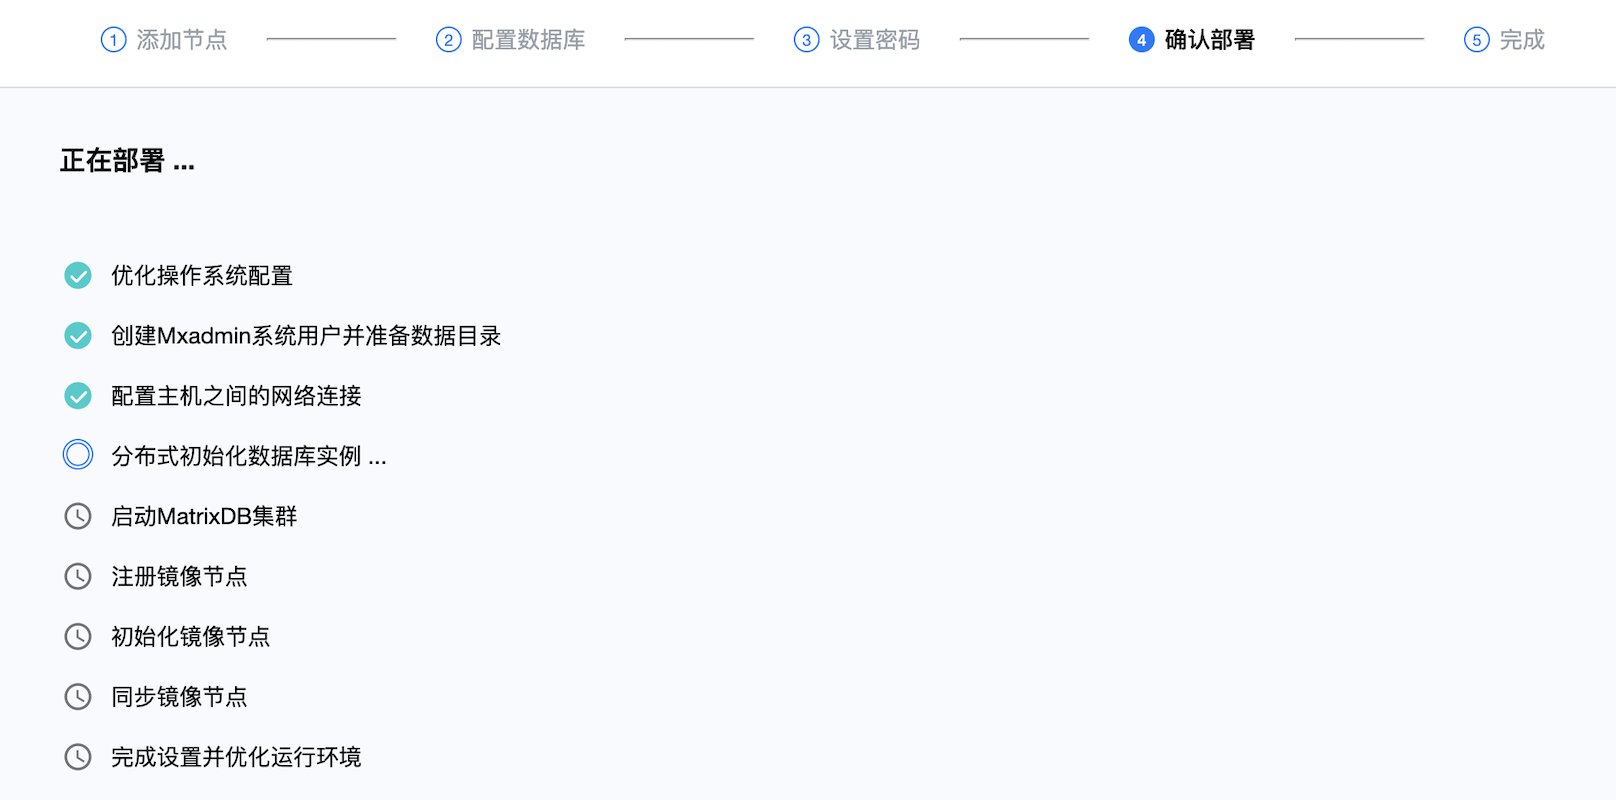 1 添加节点 2 配置数据库 3 设置密码 4 确认部署 5 完成
正在部署 ...
优化操作系统配置
创建Mxadmin系统用户并准备数据目录
配置主机之间的网络连接
分布式初始化数据库实例 ...
启动MatrixDB集群
注册镜像节点
初始化镜像节点
同步镜像节点
完成设置并优化运行环境